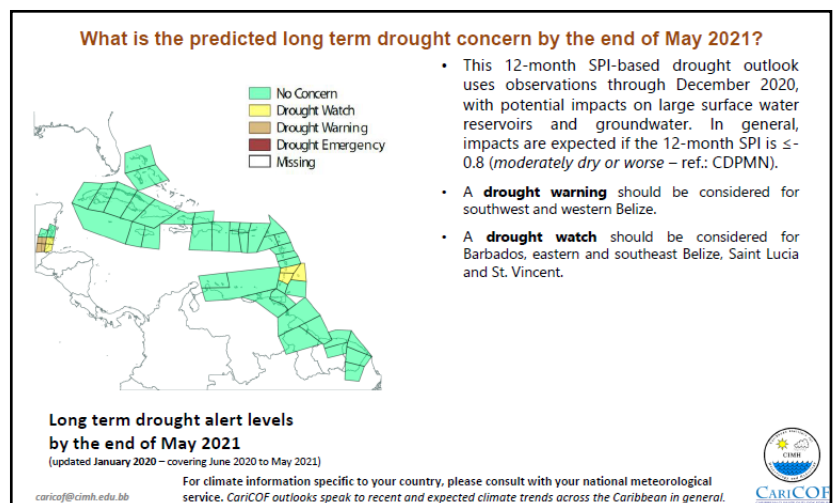 What is the predicted long term drought concern by the end of May 2021?
No Concern
Drought Watch
Drought Warning
Drought Emergency
Missing
• This 12-month SPI-based drought outlook
uses observations through December 2020,
with potential impacts on large surface water
reservoirs and groundwater. In general,
impacts are expected if the 12-month SPI is ≤-
0.8 (moderately dry or worse – ref.: CDPMN).
• A drought warning should be considered for
southwest and western Belize.
• A drought watch should be considered for
Barbados, eastern and southeast Belize, Saint Lucia
and St. Vincent.
Long term drought alert levels
by the end of May 2021
(updated January 2020 – covering June 2020 to May 2021)
For climate information specific to your country, please consult with your national meteorological
service. CariCOF outlooks speak to recent and expected climate trends across the Caribbean in general.
caricof@cimh.edu.bb
CIMH
CARICOF